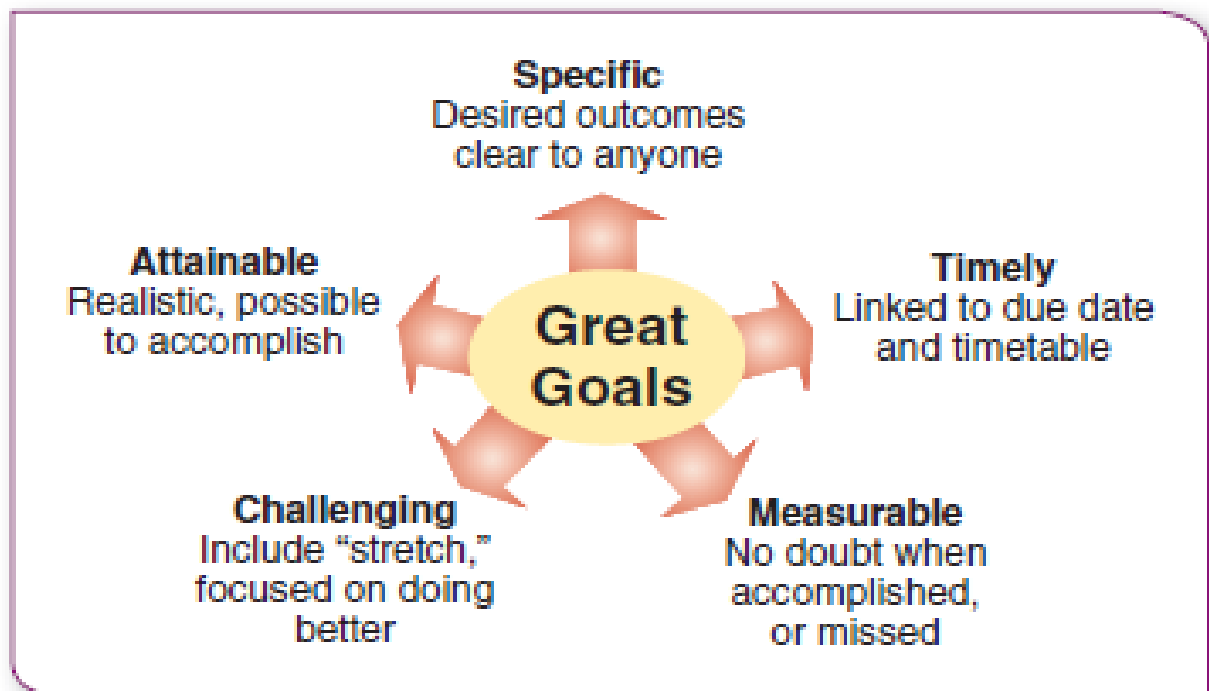 Specific
Desired outcomes
clear to anyone
Attainable
Realistic, possible
to accomplish
Timely
Linked to due date
and timetable
Great
Goals
Challenging
Include “stretch,”
focused on doing
better
Measurable
No doubt when
accomplished,
or missed